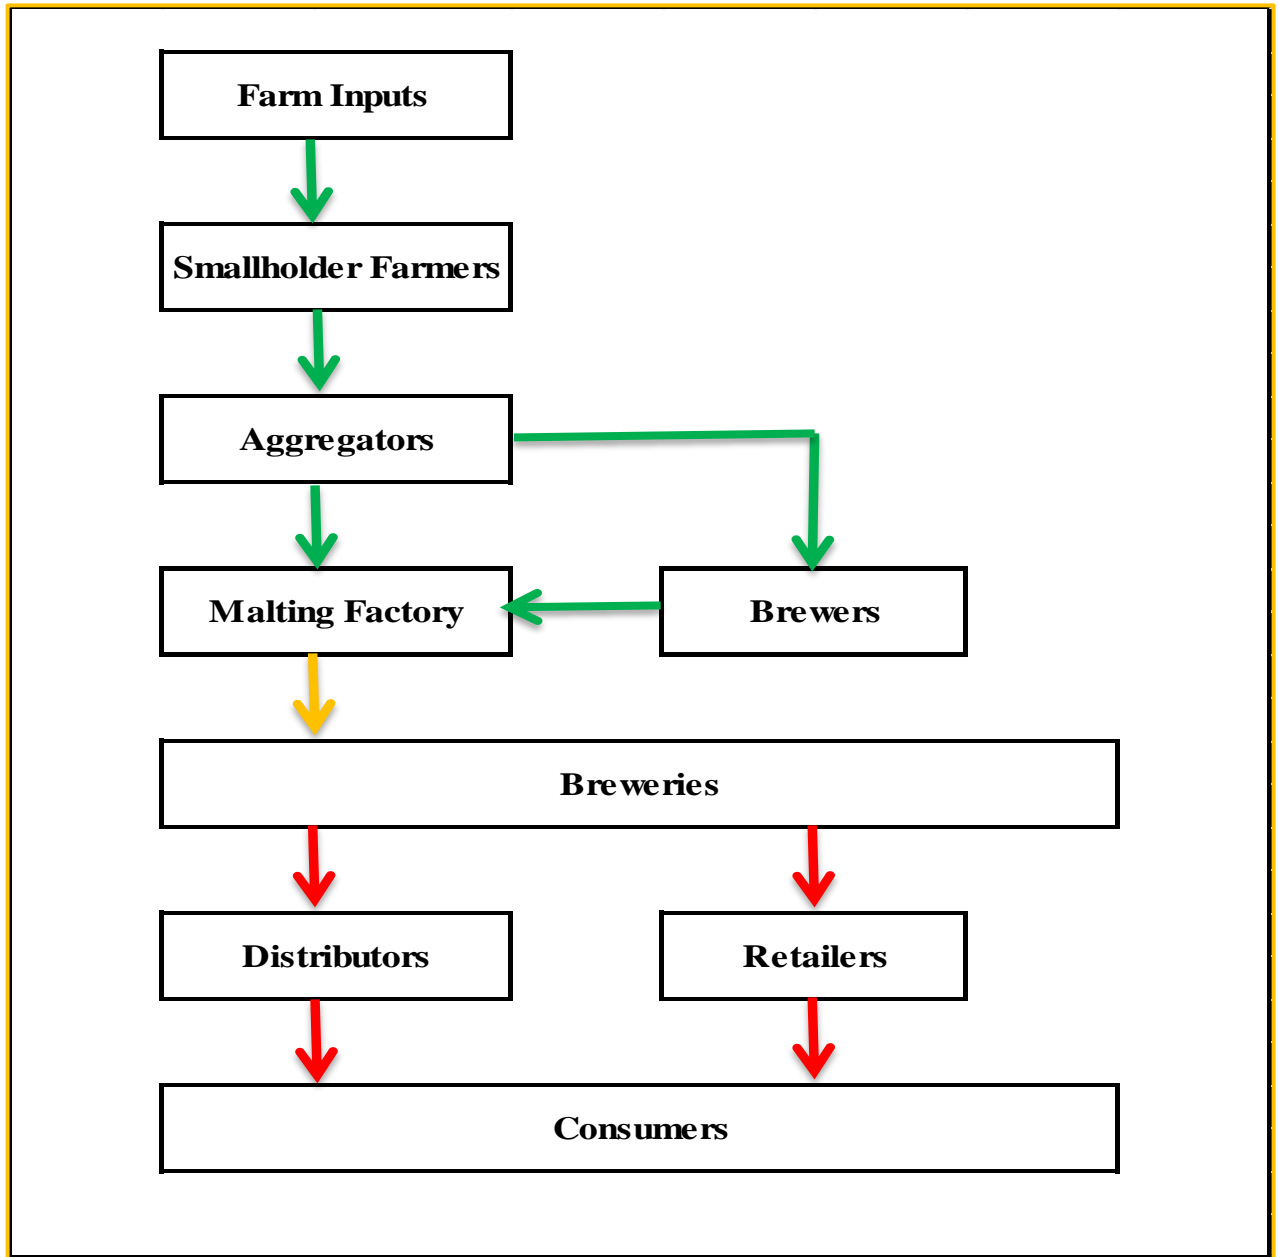 Farm Inputs
Smallholder Farmers
Aggregators
Malting Factory
Brewers
Breweries
Distributors
Retailers
Consumers